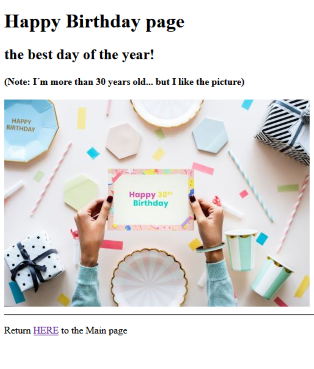 Happy Birthday page
the best day of the year!
(Note: I´m more than 30 years old... but I like the picture)
HAPPY
BIRTHDAY
Happy 30th
Birthday
Return HERE to the Main page